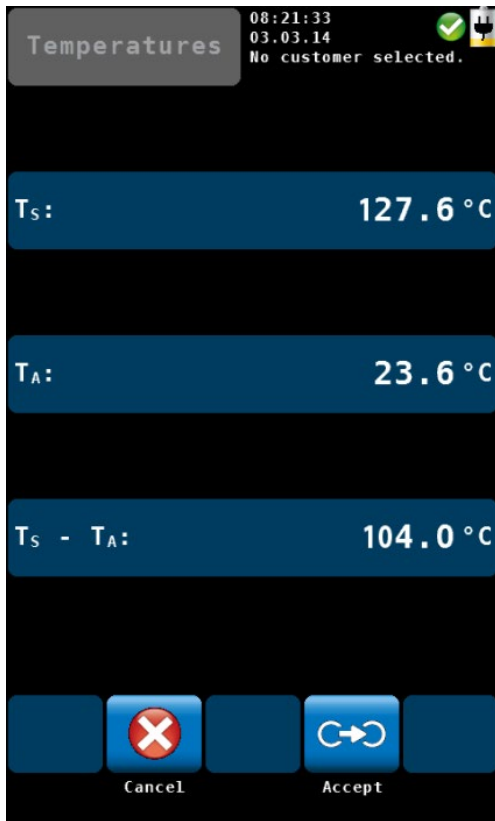 Temperatures
08:21:33
03.03.14
No customer selected.
Ts: 127.6 °C
TA: 23.6 °C
Ts - TA: 104.0 °C
Cancel
Accept